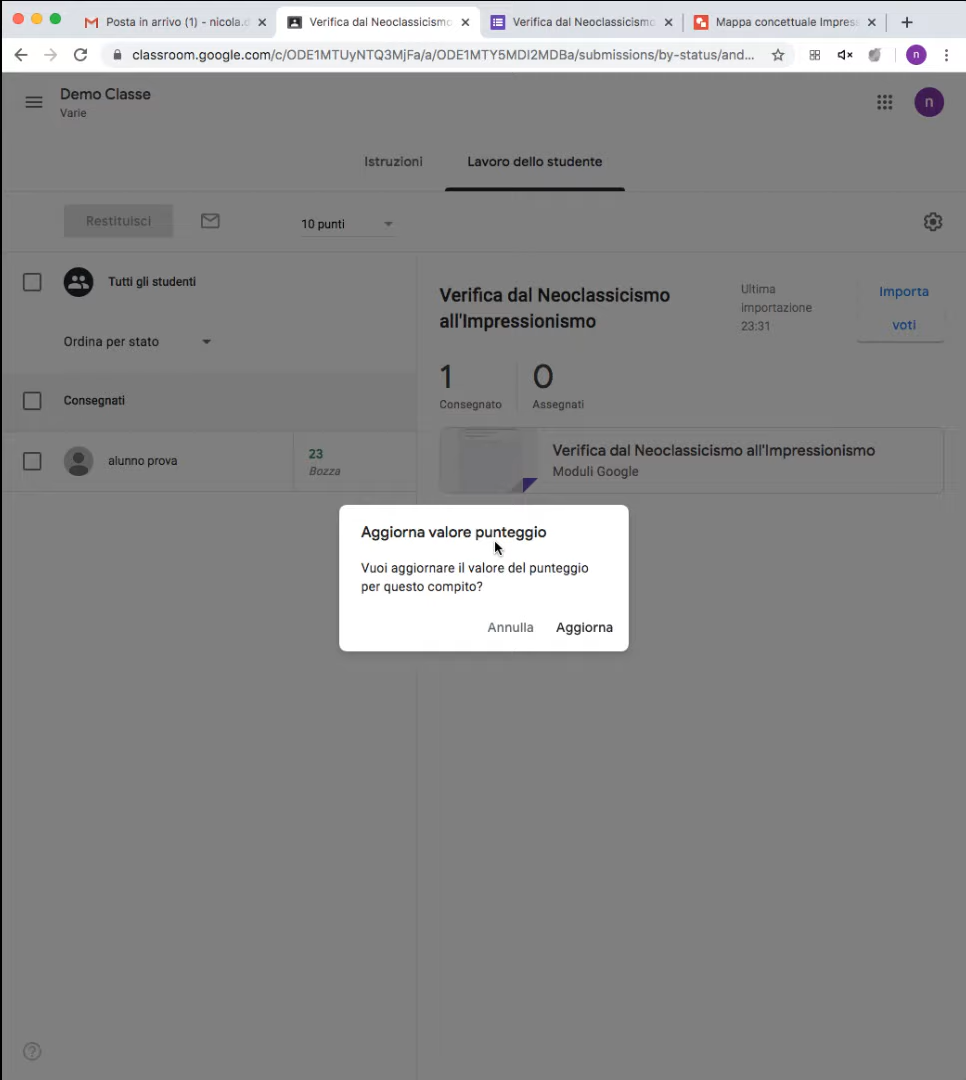 Posta in arrivo (1) - nicola.d
Verifica dal Neoclassicismo
Verifica dal Neoclassicismo
Mappa concettuale Impres
classroom.google.com/c/ODE1MTUyNTQ3MjFa/a/ODE1MTY5MDI2MDBa/submissions/by-status/and...
n
Demo Classe
Varie
n
Istruzioni
Lavoro dello studente
Restituisci
10 punti
Tutti gli studenti
Ordina per stato
Consegnati
alunno prova
23
Bozza
Verifica dal Neoclassicismo
all'Impressionismo
Ultima
importazione
23:31
Importa
voti
1
Consegnato
0
Assegnati
Verifica dal Neoclassicismo all'Impressionismo
Moduli Google
Aggiorna valore punteggio
Vuoi aggiornare il valore del punteggio
per questo compito?
Annulla
Aggiorna